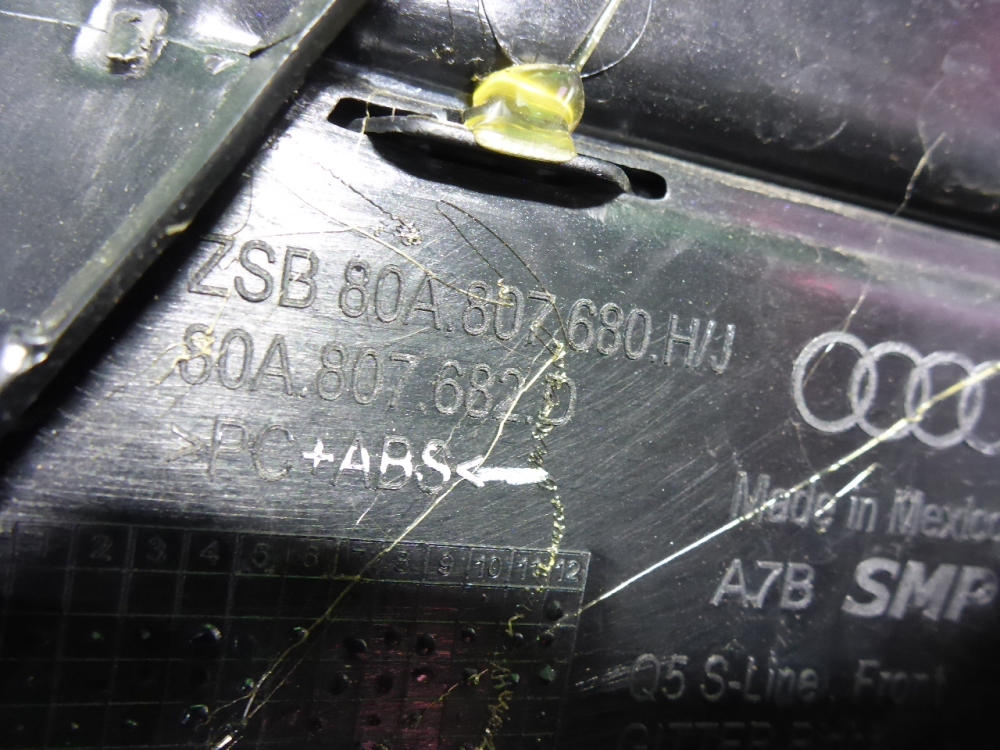 ZSB 80A.807.680.H/J
80A.807.682.D
>PC+ABS<
Made in Mexico
A7B SMP
Q5 S-Line Front
1 2 3 4 5 6 7 8 9 10 11 12